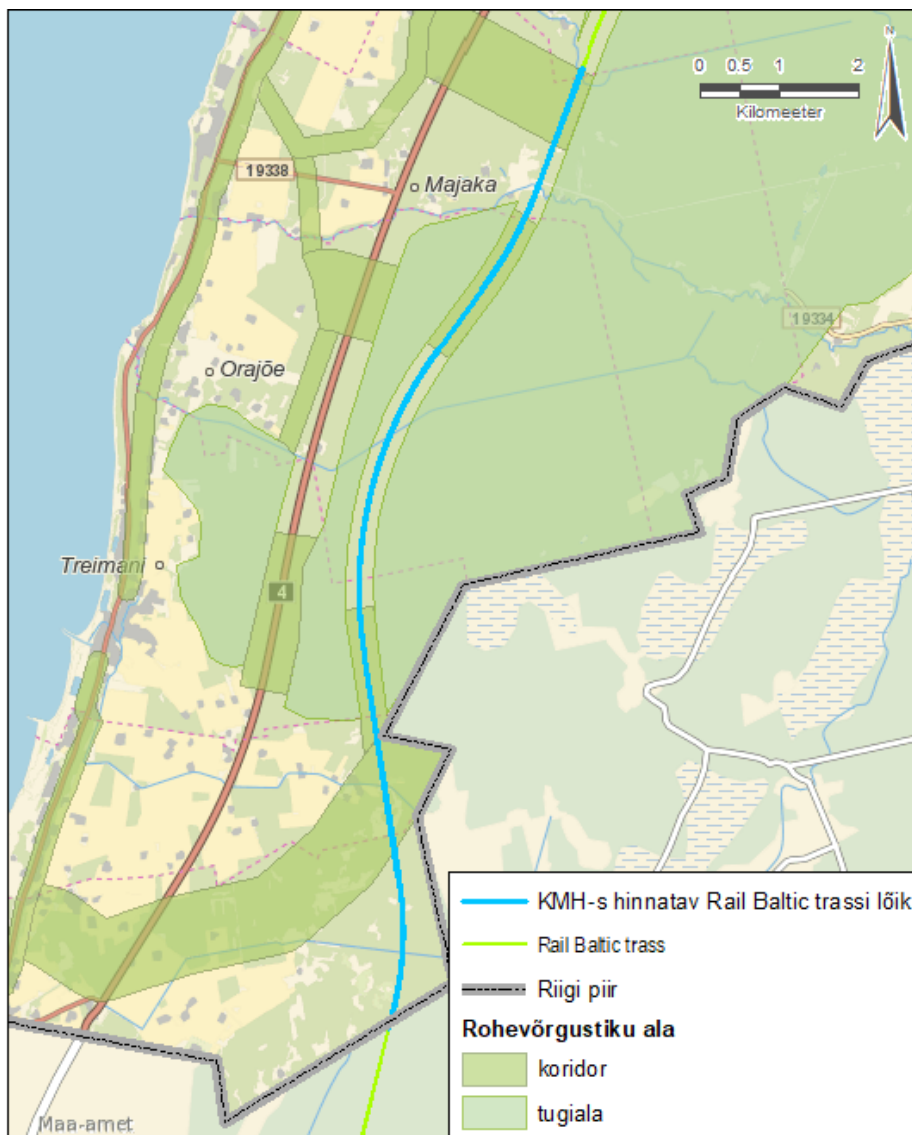 N
0 0.5 1 2
Kilomeeter
19338
Majaka
19334
Orajõe
Treimani
4
KMH-s hinnatav Rail Baltic trassi lõik
Rail Baltic trass
Riigi piir
Rohevõrgustiku ala
koridor
tugiala
Maa-amet